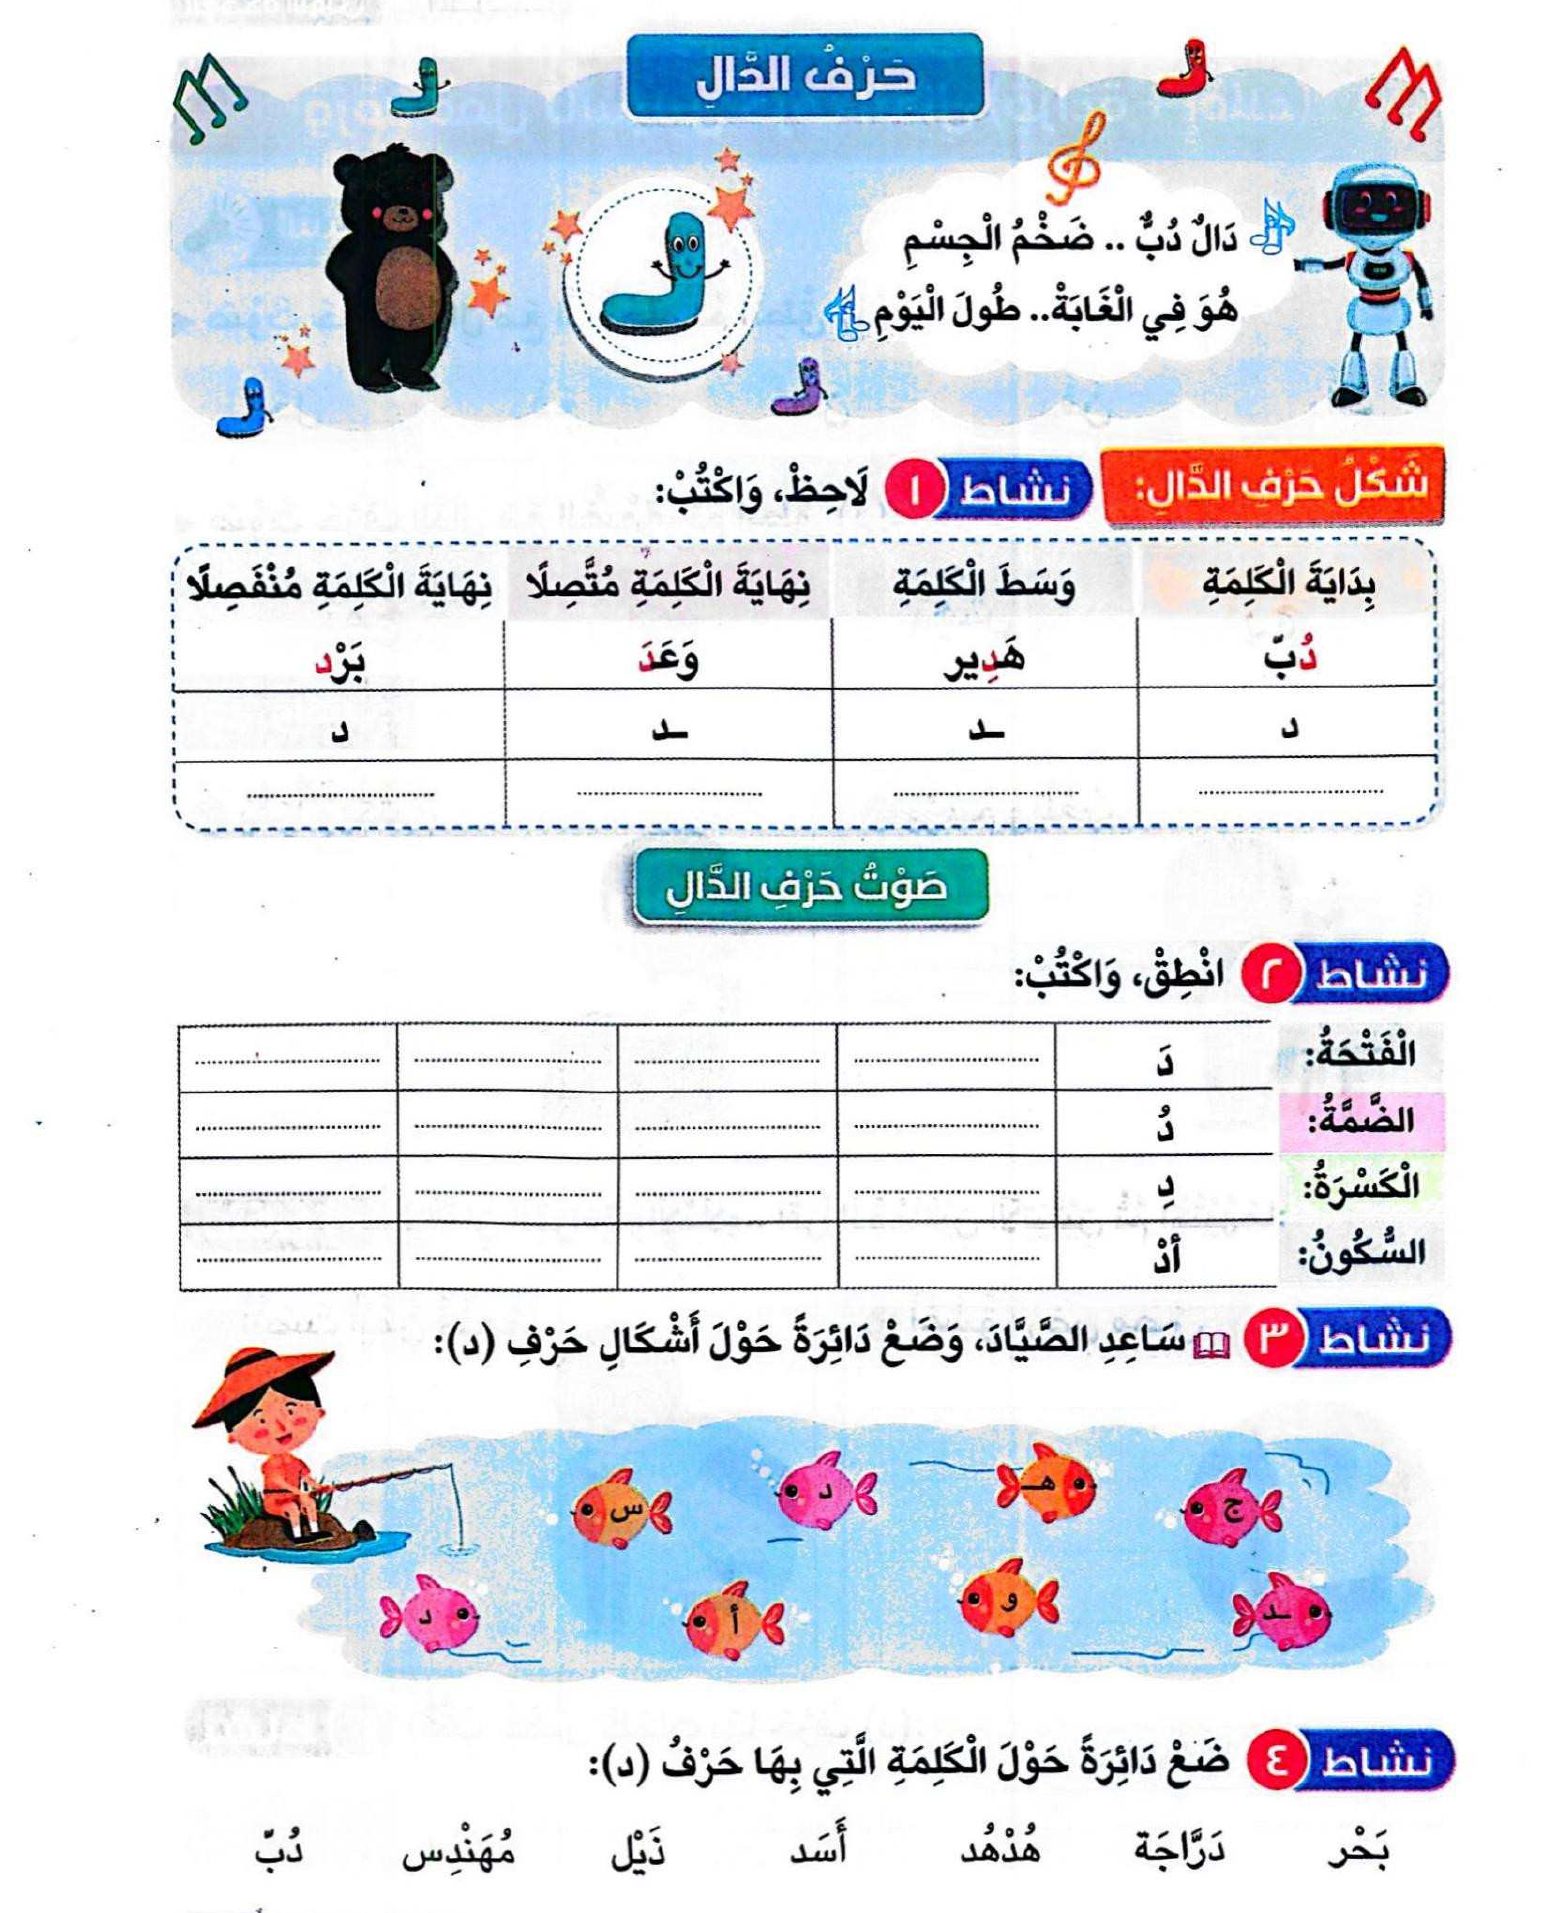 حَرْفُ الدَّالِ
دَالٌ دُبٌّ .. ضَخْمُ الْجِسْمِ
هُوَ فِي الْغَابَةْ.. طُولَ الْيَوْمِ
شَكْلُ حَرْفِ الدَّالِ: نشاط ١ لَاحِظْ، وَاكْتُبْ:
بِدَايَةَ الْكَلِمَةِ وَسَطَ الْكَلِمَةِ نِهَايَةَ الْكَلِمَةِ مُتَّصِلًا نِهَايَةَ الْكَلِمَةِ مُنْفَصِلًا
دُبّ هَدِير وَعَدَ بَرْد
د ـد ـد د
صَوْتُ حَرْفِ الدَّالِ
نشاط ٢ انْطِقْ، وَاكْتُبْ:
الْفَتْحَةُ: دَ
الضَّمَّةُ: دُ
الْكَسْرَةُ: دِ
السُّكُونُ: أدْ
نشاط ٣ سَاعِدِ الصَّيَّادَ، وَضَعْ دَائِرَةً حَوْلَ أَشْكَالِ حَرْفِ (د):
ج هـ د س
ـد و أ د
نشاط ٤ ضَعْ دَائِرَةً حَوْلَ الْكَلِمَةِ الَّتِي بِهَا حَرْفُ (د):
بَحْر دَرَّاجَة هُدْهُد أَسَد ذَيْل مُهَنْدِس دُبّ